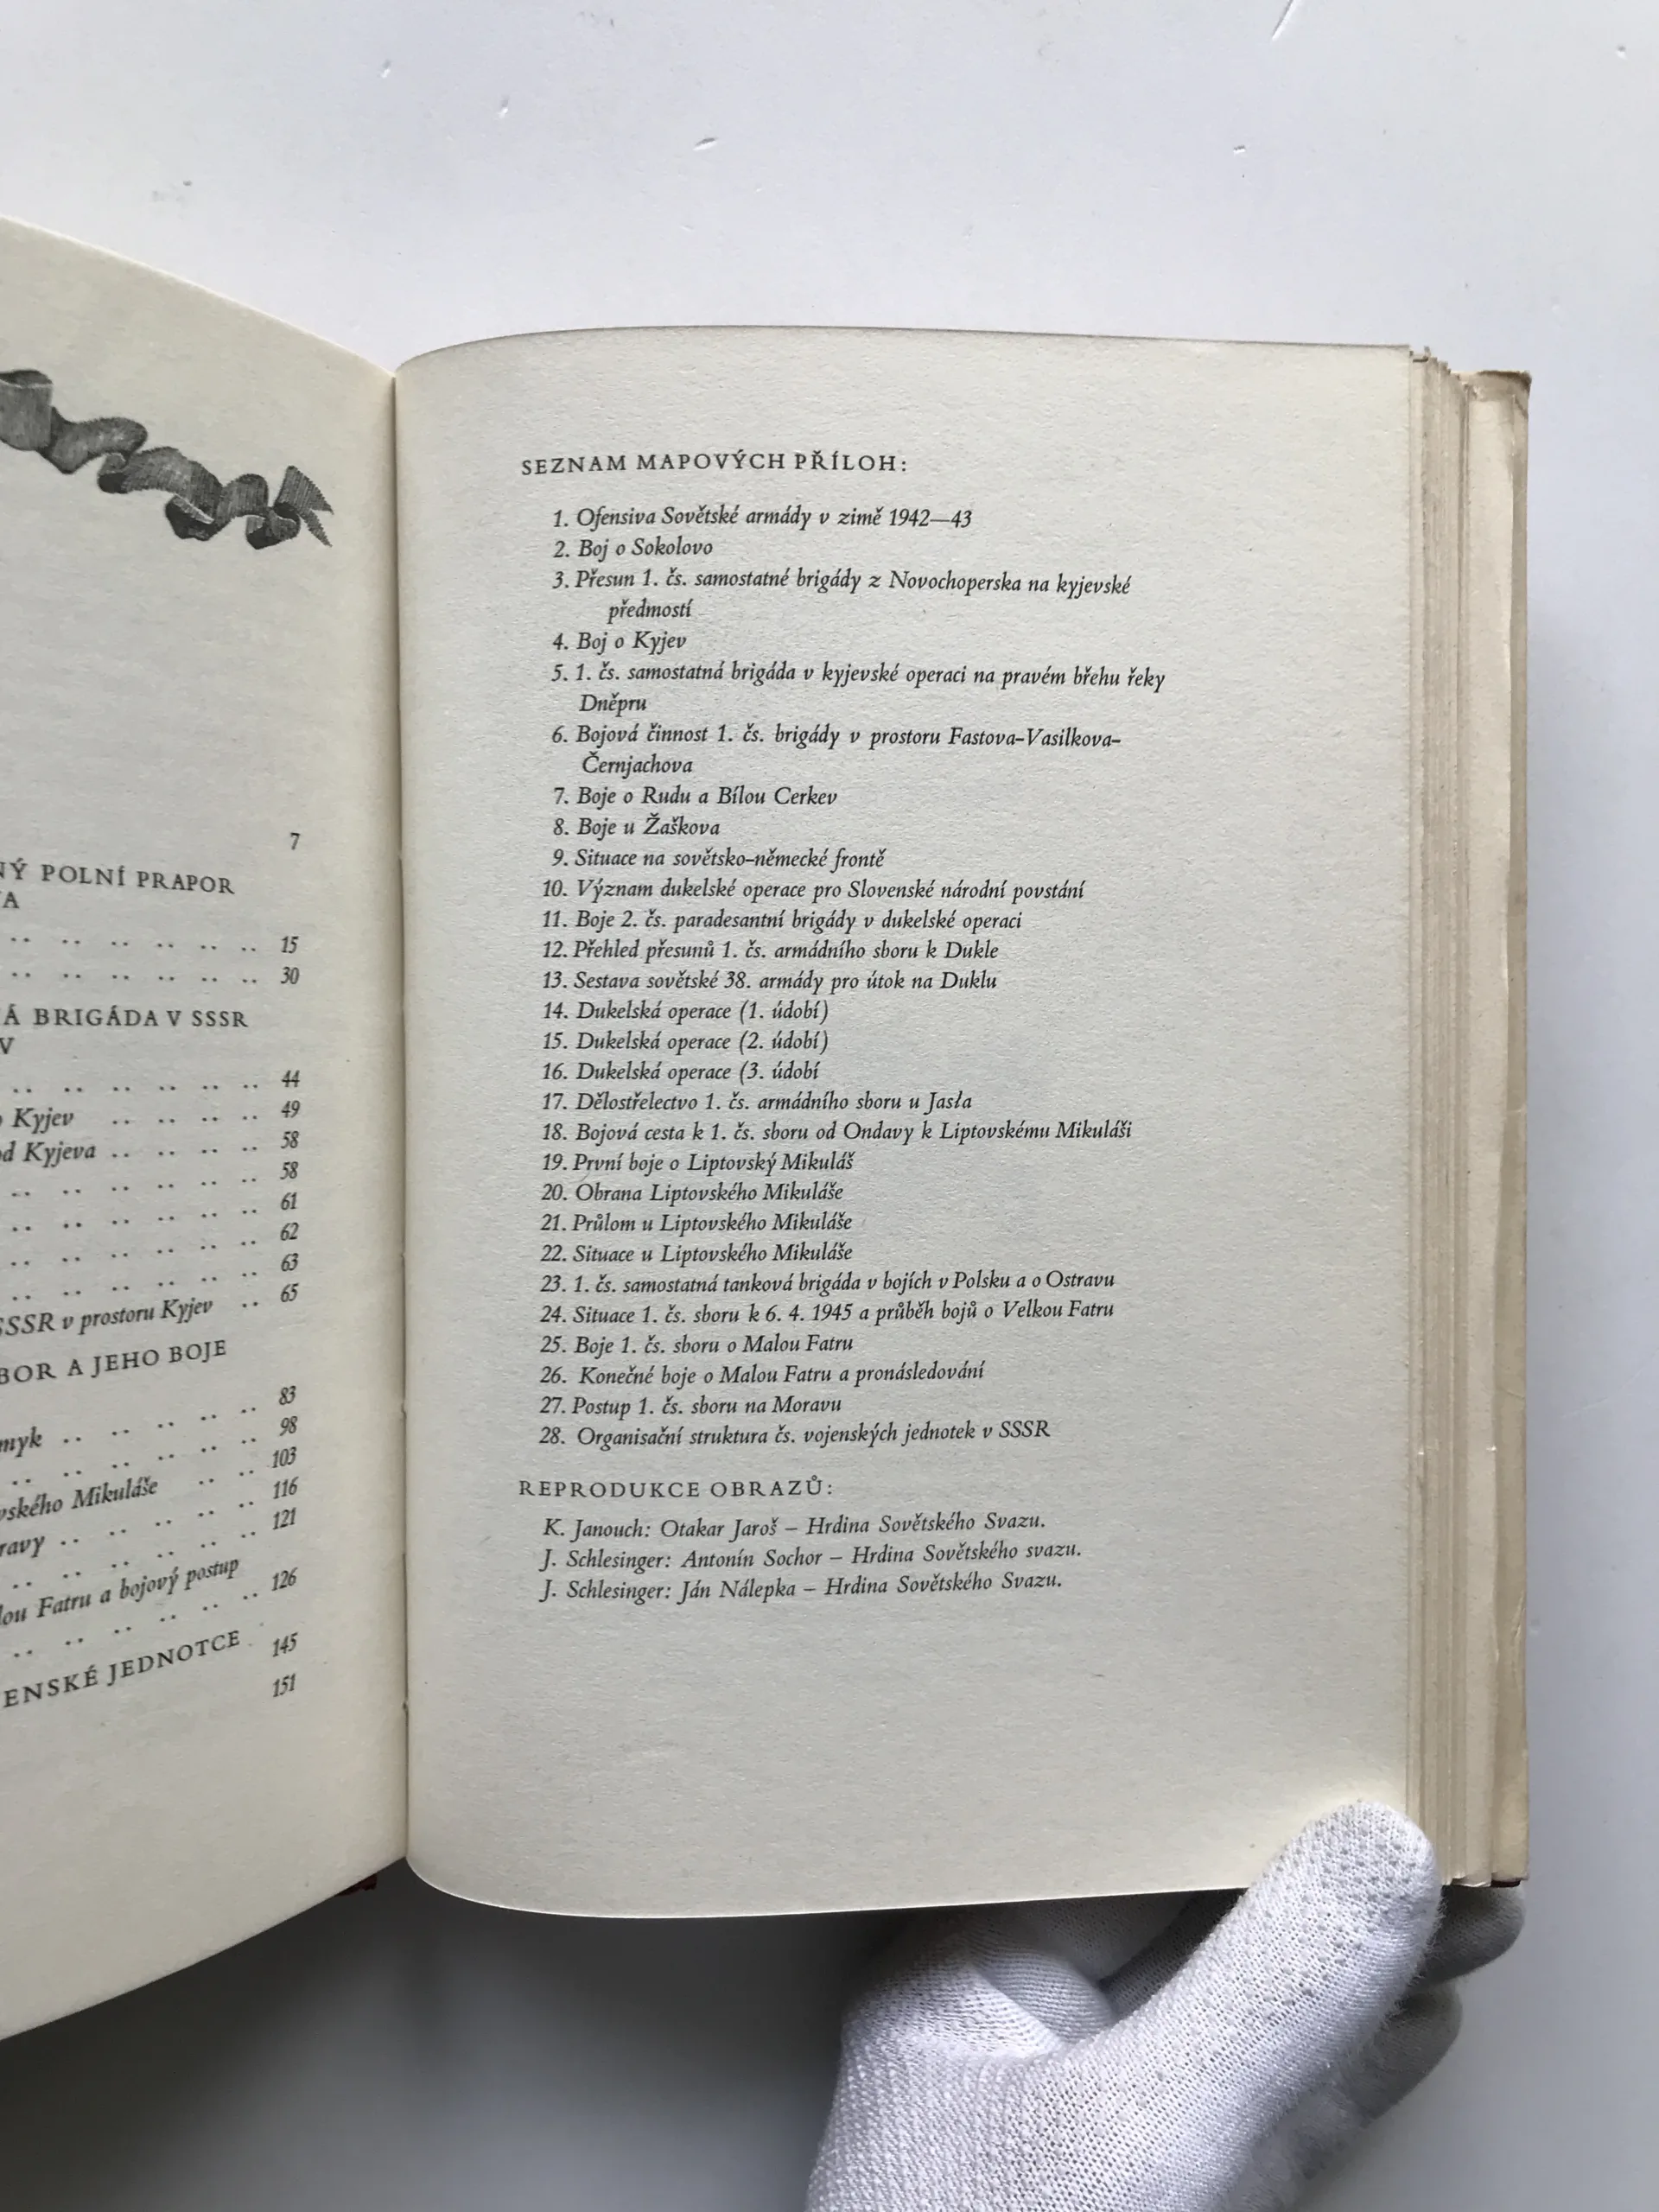 7
NÝ POLNÍ PRAPOR
VA
.. .. .. .. .. .. 15
.. .. .. .. .. .. 30
Á BRIGÁDA V SSSR
V
.. .. .. .. .. .. 44
o Kyjev .. .. .. .. 49
od Kyjeva .. .. .. .. 58
.. .. .. .. .. .. 58
.. .. .. .. .. .. 61
.. .. .. .. .. .. 62
.. .. .. .. .. .. 63
SSSR v prostoru Kyjev .. 65
BOR A JEHO BOJE
.. .. .. 83
myk .. .. .. .. .. 98
.. .. .. .. .. .. 103
vského Mikuláše .. .. 116
ravy .. .. .. .. .. 121
lou Fatru a bojový postup
.. .. .. .. .. .. 126
ENSKÉ JEDNOTCE 145
151
SEZNAM MAPOVÝCH PŘÍLOH:
1. Ofensiva Sovětské armády v zimě 1942—43
2. Boj o Sokolovo
3. Přesun 1. čs. samostatné brigády z Novochoperska na kyjevské
předmostí
4. Boj o Kyjev
5. 1. čs. samostatná brigáda v kyjevské operaci na pravém břehu řeky
Dněpru
6. Bojová činnost 1. čs. brigády v prostoru Fastova-Vasilkova-
Černjachova
7. Boje o Rudu a Bílou Cerkev
8. Boje u Žaškova
9. Situace na sovětsko-německé frontě
10. Význam dukelské operace pro Slovenské národní povstání
11. Boje 2. čs. paradesantní brigády v dukelské operaci
12. Přehled přesunů 1. čs. armádního sboru k Dukle
13. Sestava sovětské 38. armády pro útok na Duklu
14. Dukelská operace (1. údobí)
15. Dukelská operace (2. údobí)
16. Dukelská operace (3. údobí
17. Dělostřelectvo 1. čs. armádního sboru u Jasła
18. Bojová cesta k 1. čs. sboru od Ondavy k Liptovskému Mikuláši
19. První boje o Liptovský Mikuláš
20. Obrana Liptovského Mikuláše
21. Průlom u Liptovského Mikuláše
22. Situace u Liptovského Mikuláše
23. 1. čs. samostatná tanková brigáda v bojích v Polsku a o Ostravu
24. Situace 1. čs. sboru k 6. 4. 1945 a průběh bojů o Velkou Fatru
25. Boje 1. čs. sboru o Malou Fatru
26. Konečné boje o Malou Fatru a pronásledování
27. Postup 1. čs. sboru na Moravu
28. Organisační struktura čs. vojenských jednotek v SSSR
REPRODUKCE OBRAZŮ:
K. Janouch: Otakar Jaroš – Hrdina Sovětského Svazu.
J. Schlesinger: Antonín Sochor – Hrdina Sovětského svazu.
J. Schlesinger: Ján Nálepka – Hrdina Sovětského Svazu.